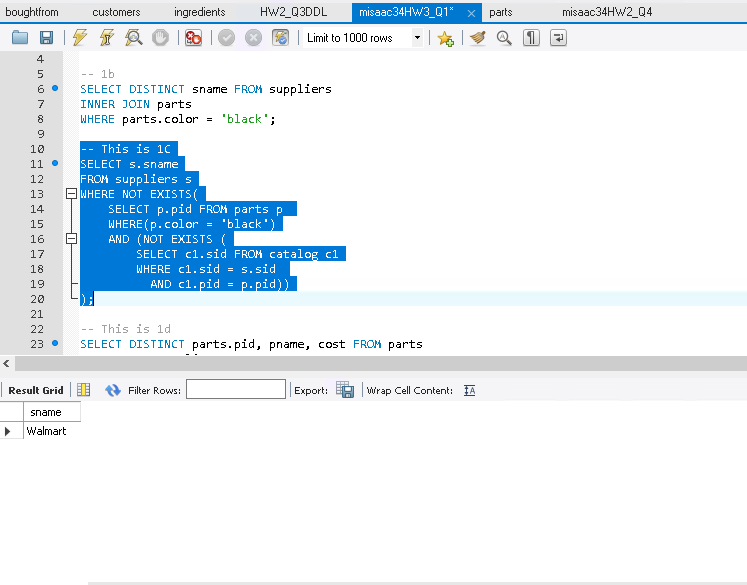 boughtfrom customers ingredients HW2_Q3DDL misaac34HW3_Q1* parts misaac34HW2_Q4
Limit to 1000 rows
4
5 -- 1b
6 SELECT DISTINCT sname FROM suppliers
7 INNER JOIN parts
8 WHERE parts.color = 'black';
9
10 -- This is 1C
11 SELECT s.sname
12 FROM suppliers s
13 WHERE NOT EXISTS(
14 SELECT p.pid FROM parts p
15 WHERE(p.color = 'black')
16 AND (NOT EXISTS (
17 SELECT c1.sid FROM catalog c1
18 WHERE c1.sid = s.sid
19 AND c1.pid = p.pid))
20 );
21
22 -- This is 1d
23 SELECT DISTINCT parts.pid, pname, cost FROM parts
Result Grid Filter Rows: Export: Wrap Cell Content:
sname
Walmart